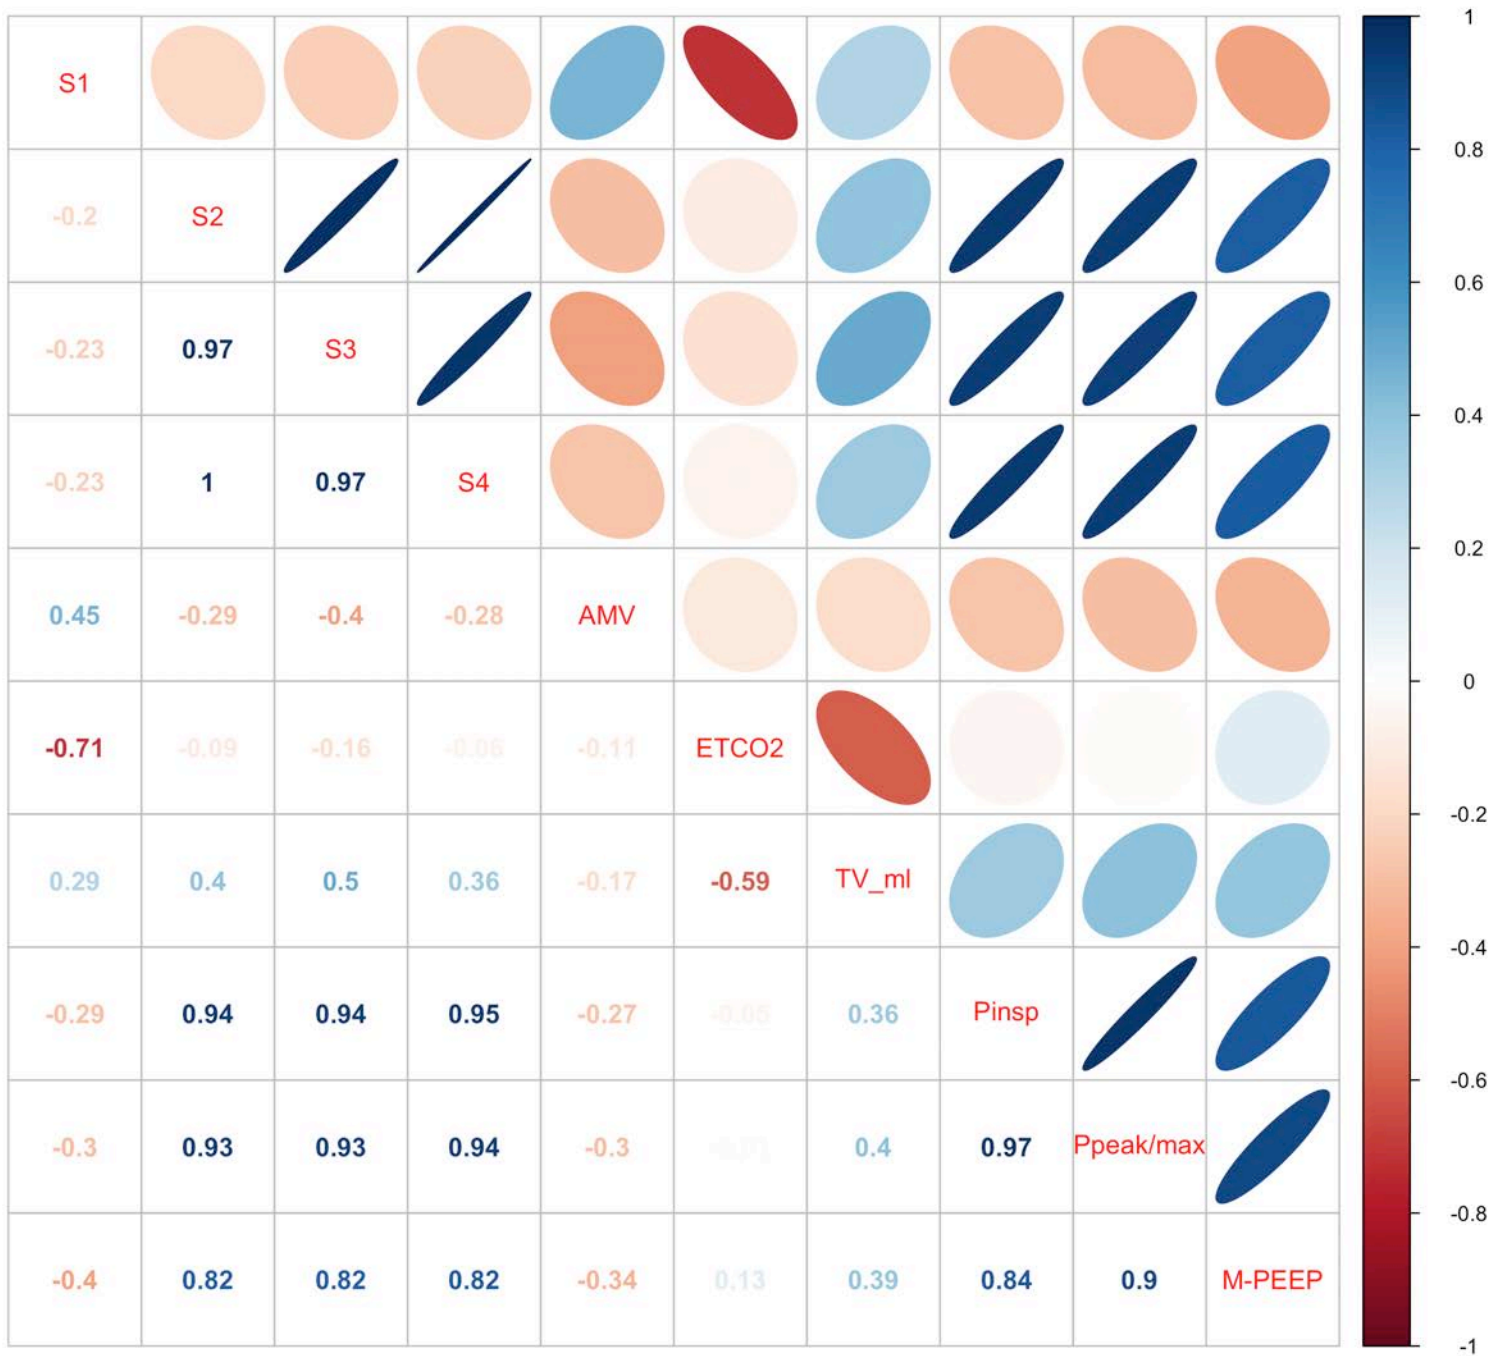 S1
-0.2 S2
-0.23 0.97 S3
-0.23 1 0.97 S4
0.45 -0.29 -0.4 -0.28 AMV
-0.71 -0.09 -0.16 -0.06 -0.11 ETCO2
0.29 0.4 0.5 0.36 -0.17 -0.59 TV_ml
-0.29 0.94 0.94 0.95 -0.27 -0.05 0.36 Pinsp
-0.3 0.93 0.93 0.94 -0.3 0.4 0.97 Ppeak/max
-0.4 0.82 0.82 0.82 -0.34 0.13 0.39 0.84 0.9 M-PEEP
1
0.8
0.6
0.4
0.2
0
-0.2
-0.4
-0.6
-0.8
-1